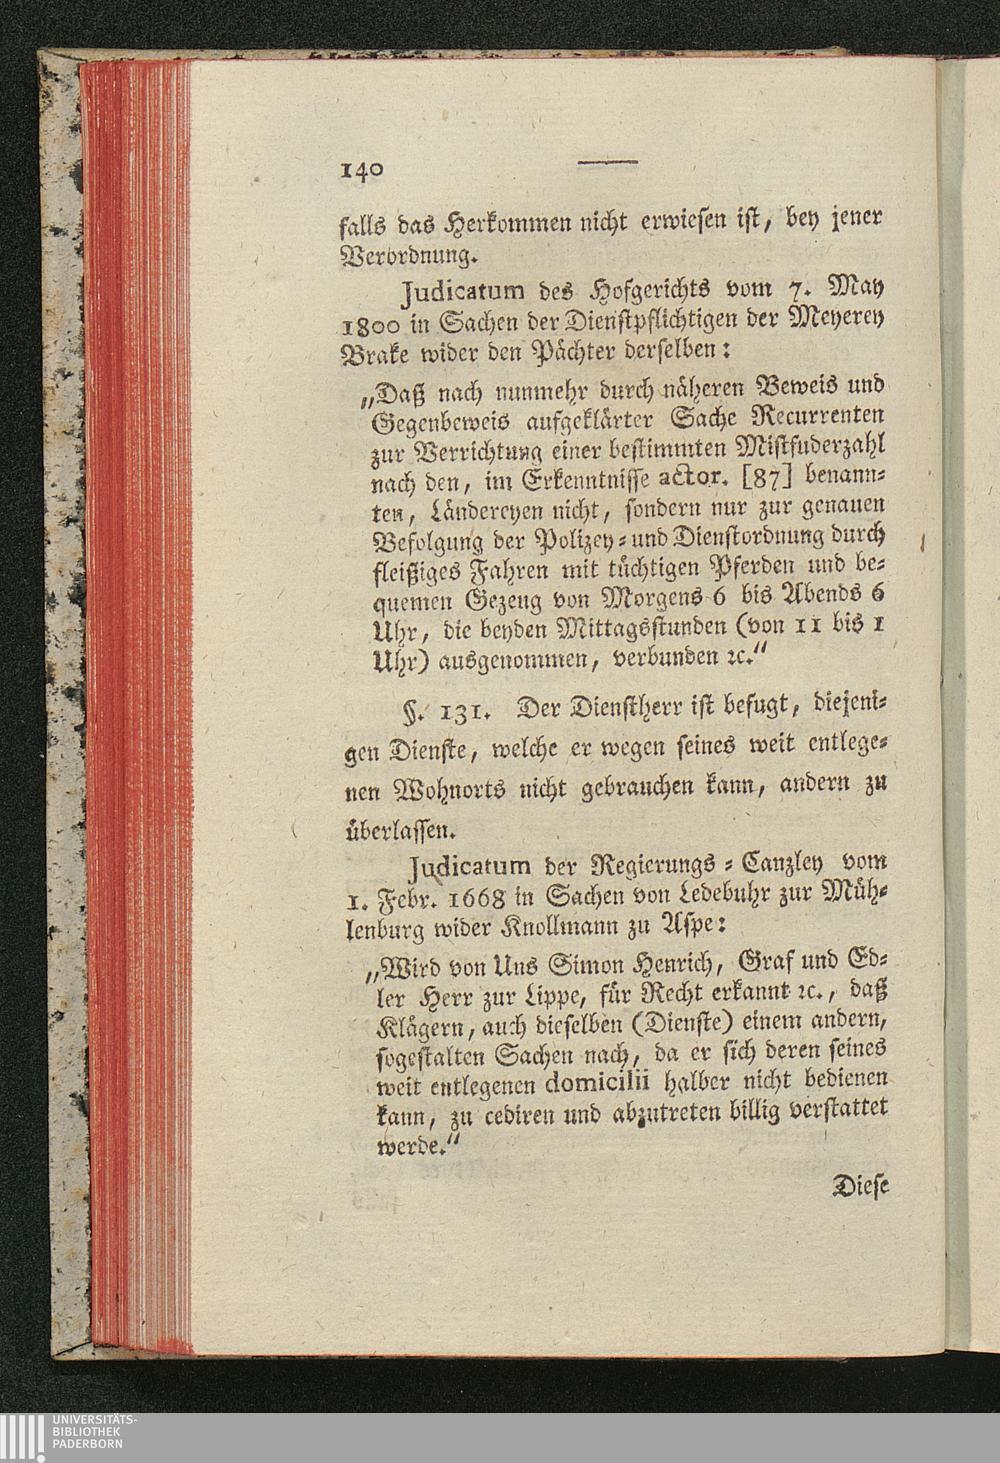 140
falls das Herkommen nicht erwiesen ist, bey jener
Verordnung.
Judicatum des Hofgerichts vom 7. May
1800 in Sachen der Dienstpflichtigen der Meyerey
Brake wider den Pächter derselben:
„Daß nach nunmehr durch näheren Beweis und
Gegenbeweis aufgeklärter Sache Recurrenten
zur Verrichtung einer bestimmten Mistfuderzahl
nach den, im Erkenntnisse actor. [87] benann-
ten, Ländereyen nicht, sondern nur zur genauen
Befolgung der Polizey- und Dienstordnung durch
fleißiges Fahren mit tüchtigen Pferden und be-
quemen Gezeug von Morgens 6 bis Abends 6
Uhr, die beyden Mittagsstunden (von 11 bis 1
Uhr) ausgenommen, verbunden ꝛc.“
§. 131. Der Dienstherr ist befugt, diejeni-
gen Dienste, welche er wegen seines weit entlege-
nen Wohnorts nicht gebrauchen kann, andern zu
überlassen.
Judicatum der Regierungs-Canzley vom
1. Febr. 1668 in Sachen von Ledebuhr zur Müh-
lenburg wider Knollmann zu Aspe:
„Wird von Uns Simon Henrich, Graf und Ed-
ler Herr zur Lippe, für Recht erkannt ꝛc., daß
Klägern, auch dieselben (Dienste) einem andern,
sogestalten Sachen nach, da er sich deren seines
weit entlegenen domicilii halber nicht bedienen
kann, zu cediren und abzutreten billig verstattet
werde.“
Diese
UNIVERSITÄTS-
BIBLIOTHEK
PADERBORN